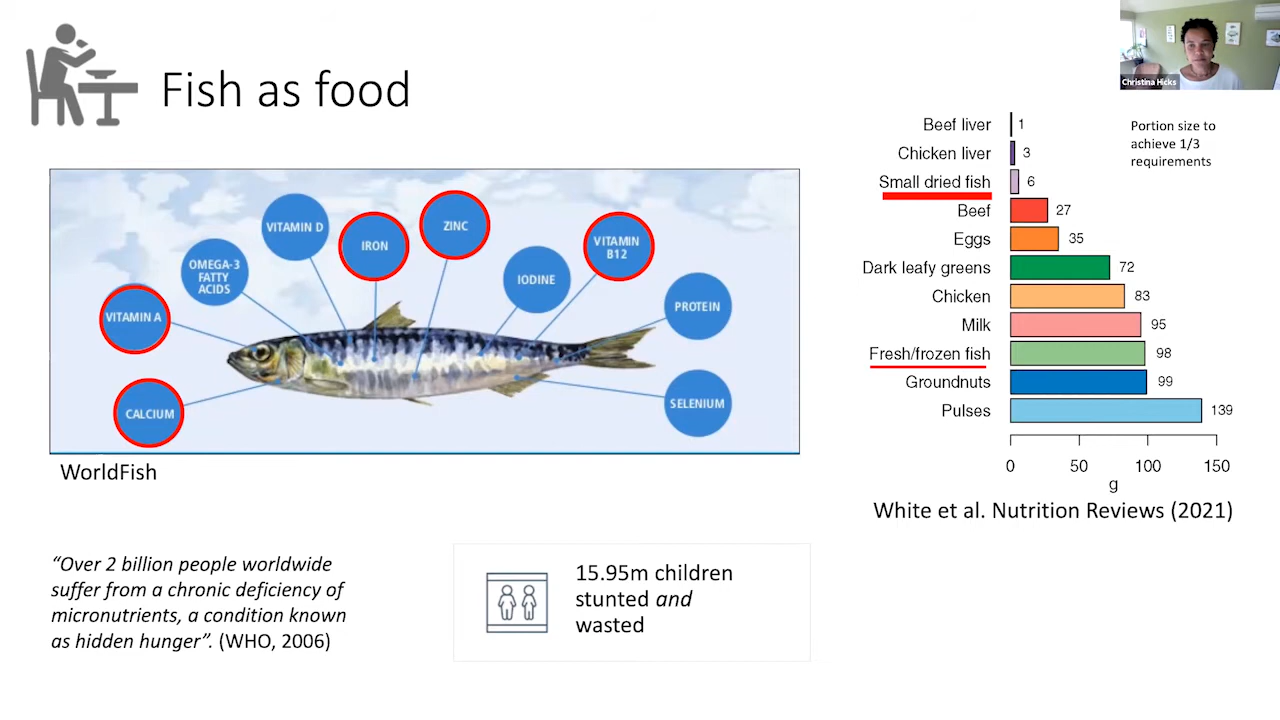 Fish as food
Christina Hicks
VITAMIN D
IRON
ZINC
VITAMIN
B12
OMEGA-3
FATTY
ACIDS
IODINE
PROTEIN
VITAMIN A
CALCIUM
SELENIUM
WorldFish
Portion size to
achieve 1/3
requirements
Beef liver 1
Chicken liver 3
Small dried fish 6
Beef 27
Eggs 35
Dark leafy greens 72
Chicken 83
Milk 95
Fresh/frozen fish 98
Groundnuts 99
Pulses 139
0 50 100 150
g
White et al. Nutrition Reviews (2021)
“Over 2 billion people worldwide
suffer from a chronic deficiency of
micronutrients, a condition known
as hidden hunger”. (WHO, 2006)
15.95m children
stunted and
wasted